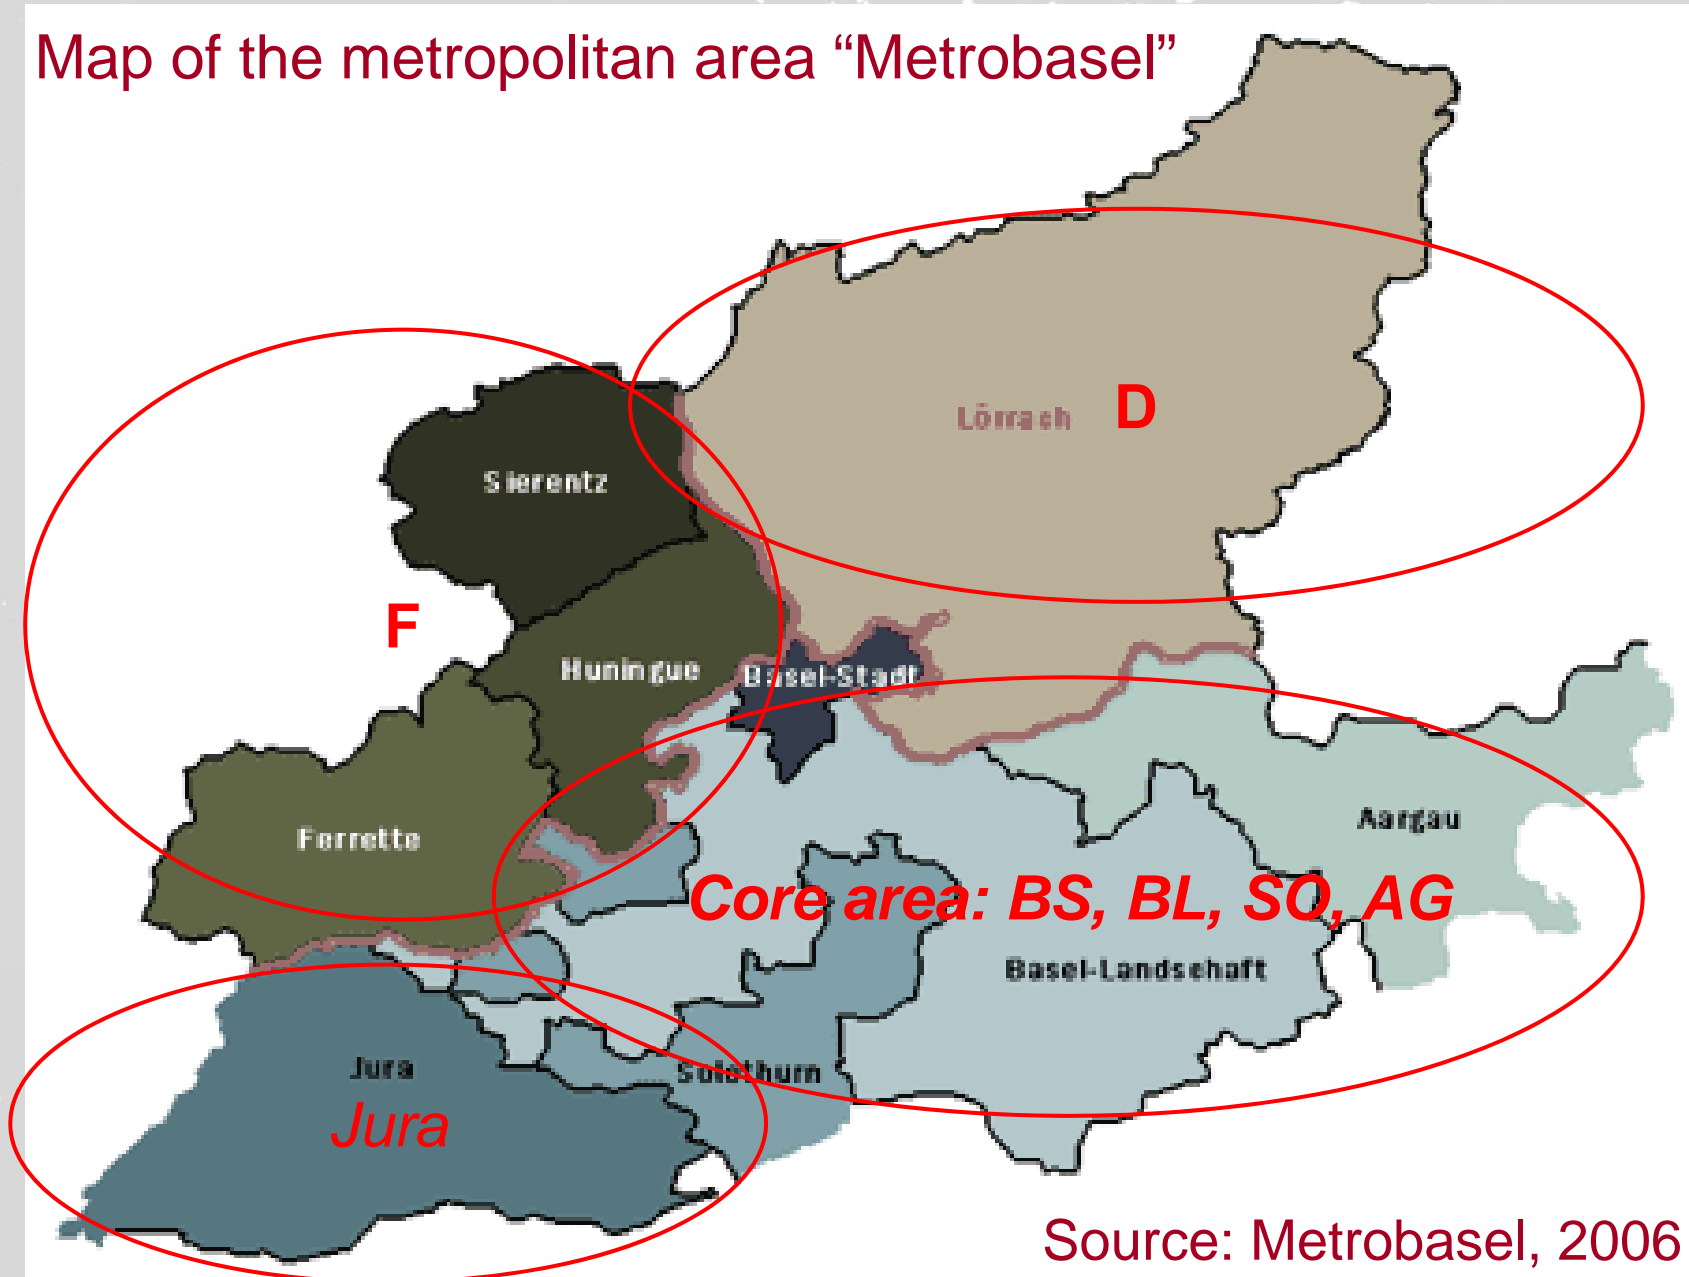 Map of the metropolitan area “Metrobasel”
Lörrach D
Sierentz
F
Huningue
Basel-Stadt
Ferrette
Aargau
Core area: BS, BL, SO, AG
Basel-Landschaft
Jura
Solothurn
Jura
Source: Metrobasel, 2006